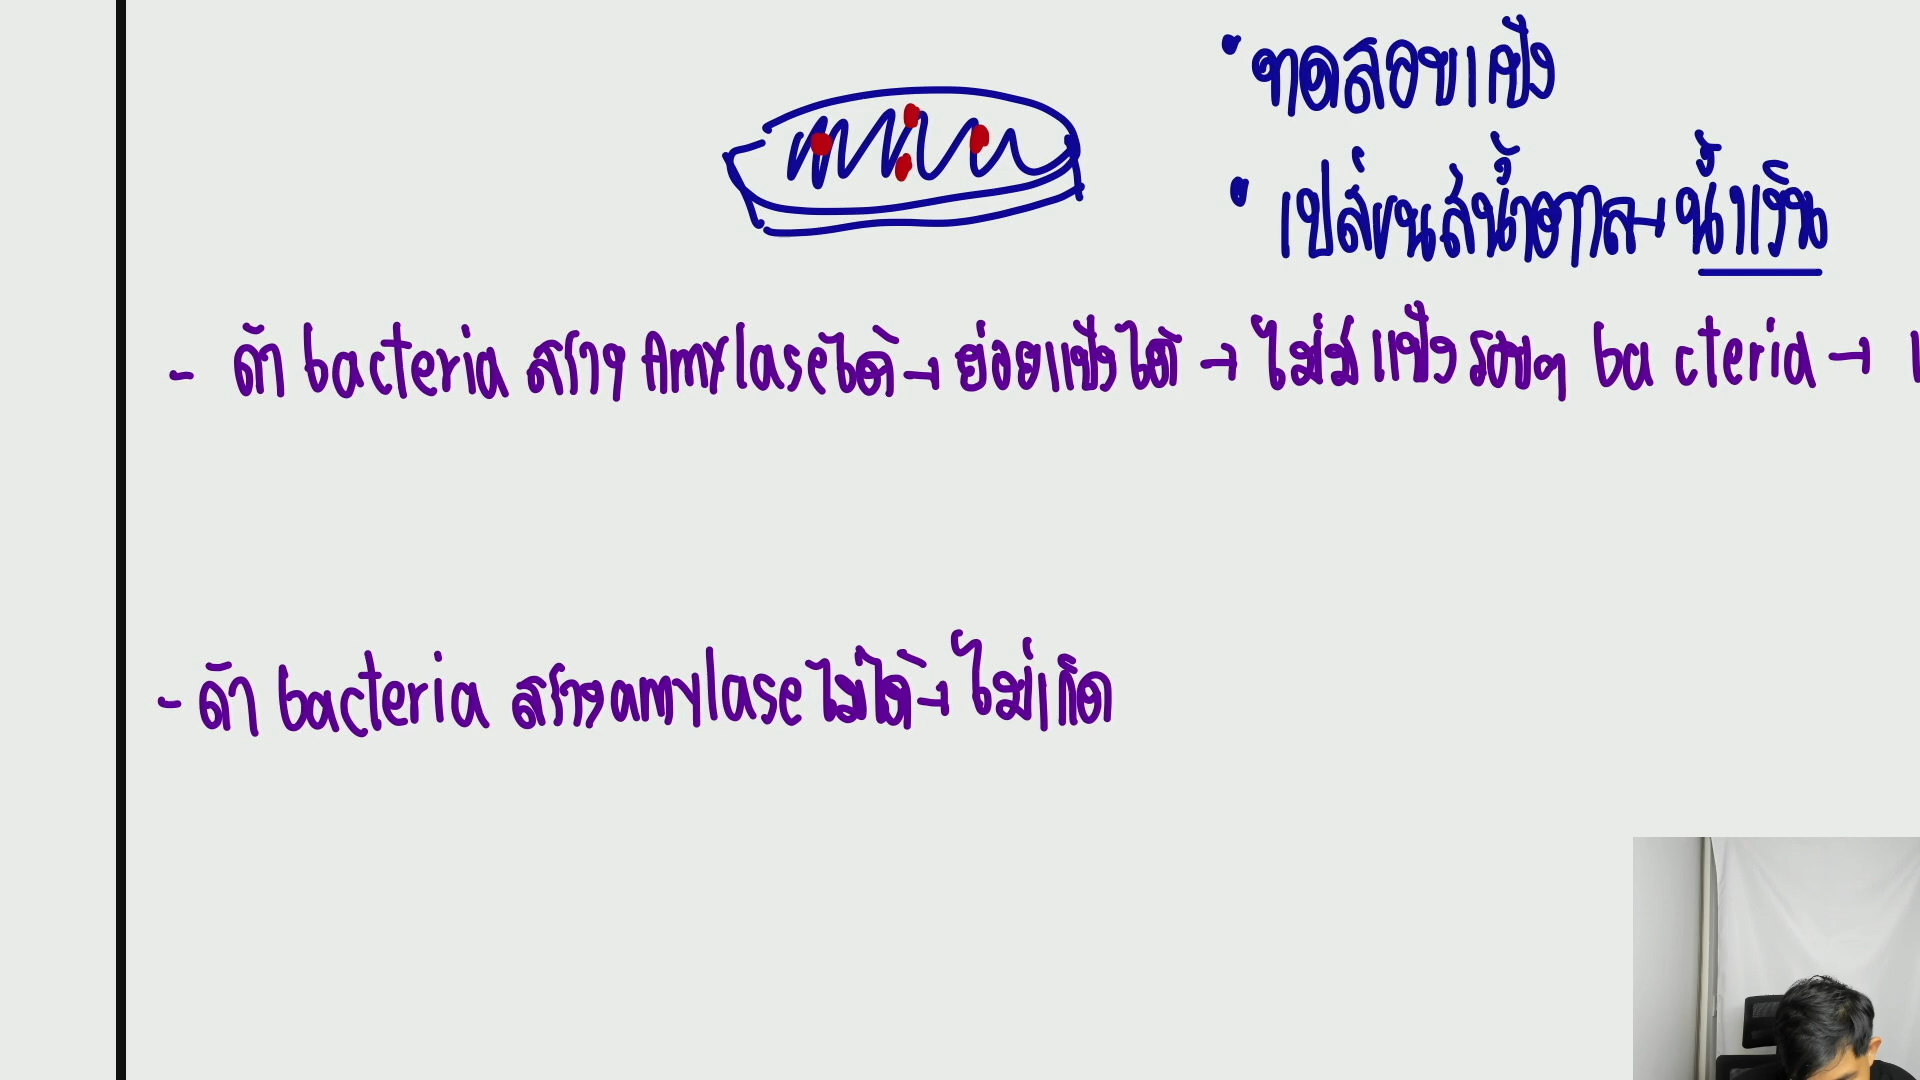 • ทดสอบแป้ง
• เปลี่ยนสีน้ำตาล → น้ำเงิน
- ถ้า bacteria สร้าง Amylase ได้ → ย่อยแป้งได้ → ไม่มีแป้งรอบๆ bacteria →
- ถ้า bacteria สร้าง amylase ไม่ได้ → ไม่เกิด